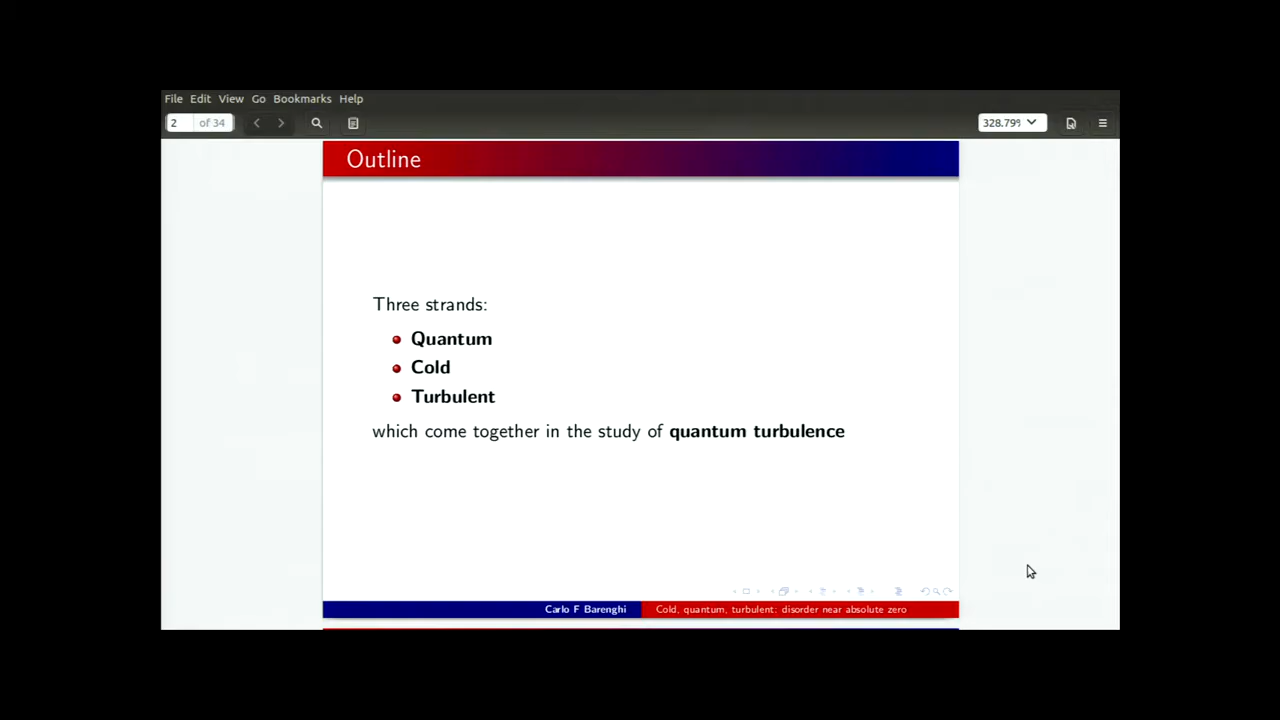 File Edit View Go Bookmarks Help
2 of 34
328.79%
Outline
Three strands:
Quantum
Cold
Turbulent
which come together in the study of quantum turbulence
Carlo F Barenghi Cold, quantum, turbulent: disorder near absolute zero